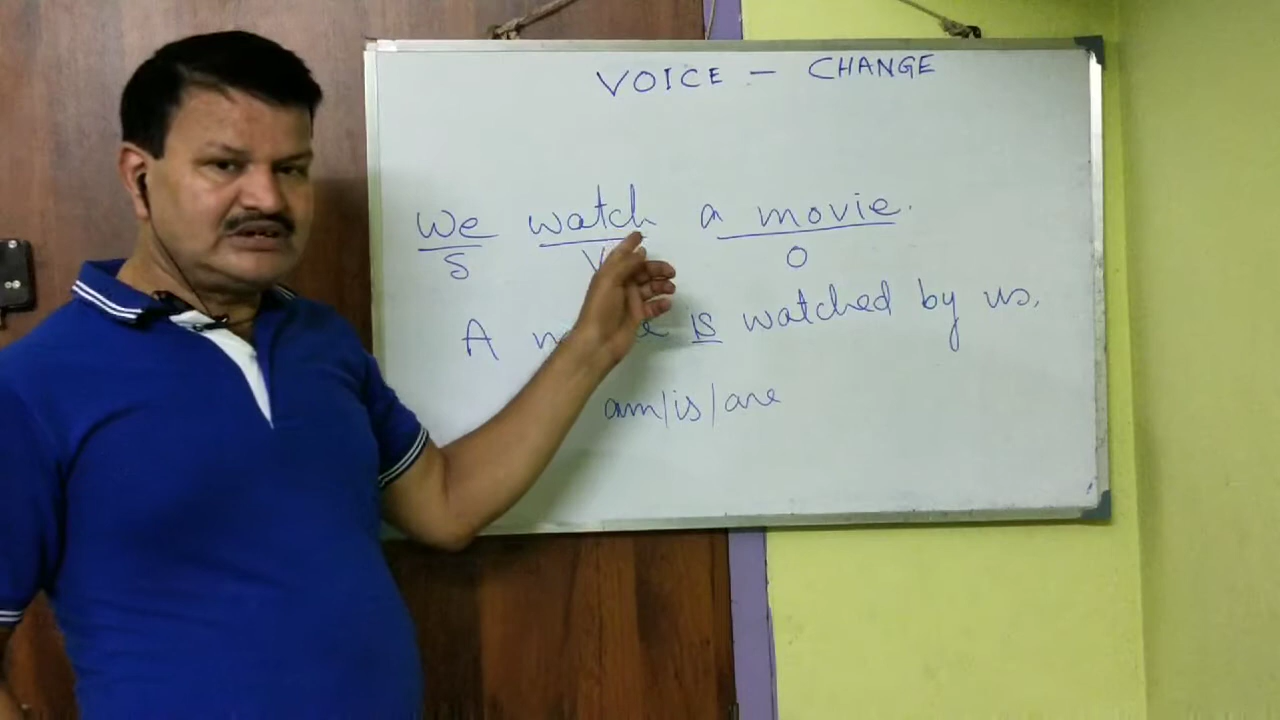 VOICE - CHANGE
We watch a movie.
S V O
A is watched by us.
am/is/are